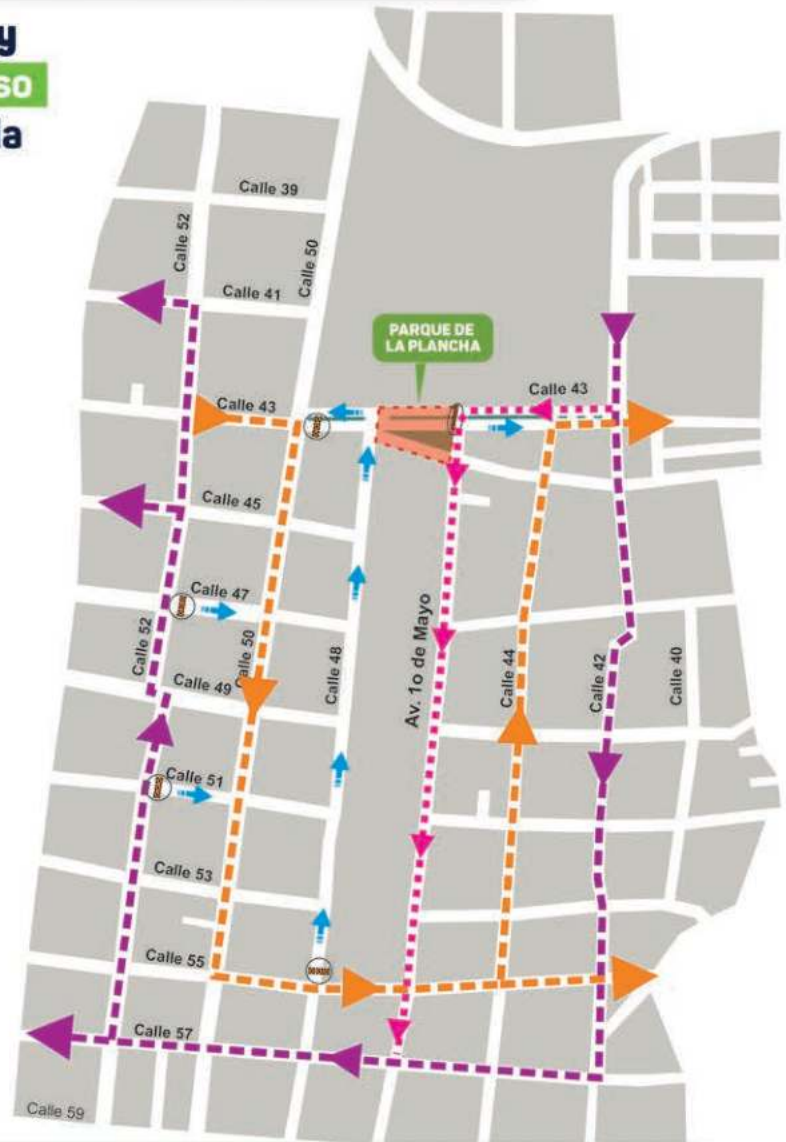 y
so
la
Calle 39
Calle 52
Calle 50
Calle 41
PARQUE DE
LA PLANCHA
Calle 43
Calle 43
Calle 45
Calle 47
Calle 52
Calle 50
Calle 48
Av. 1o de Mayo
Calle 44
Calle 42
Calle 40
Calle 49
Calle 51
Calle 53
Calle 55
Calle 57
Calle 59